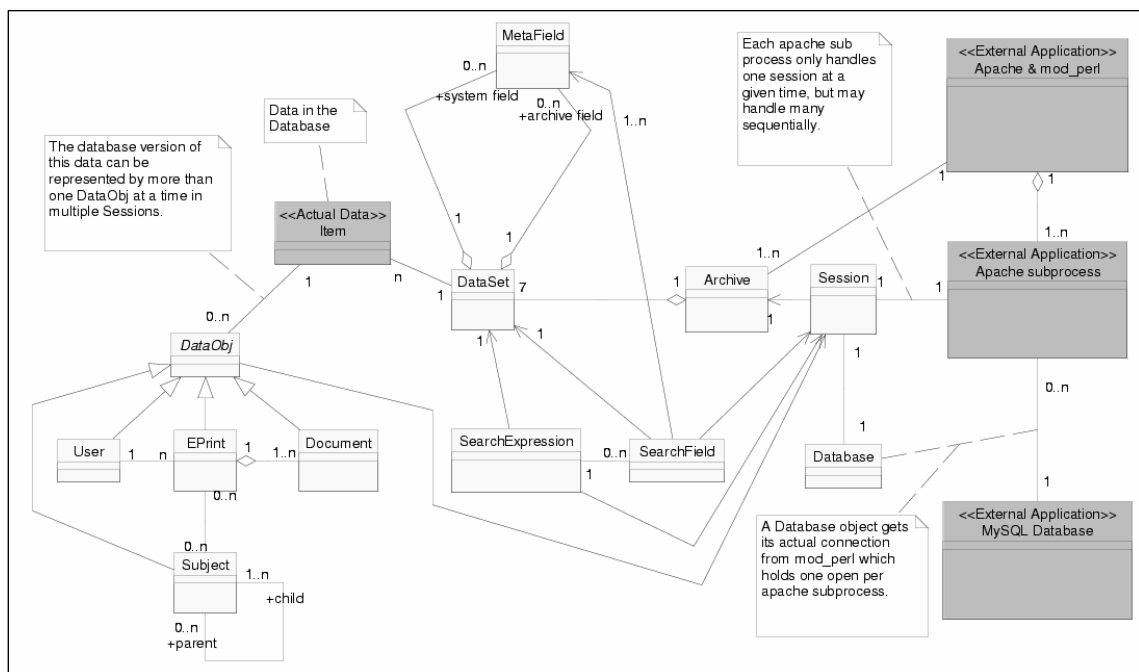 MetaField
0..n
+system field
0..n
+archive field
1..n
Each apache sub
process only handles
one session at a
given time, but may
handle many
sequentially.
<<External Application>>
Apache & mod_perl
1
1
Data in the
Database
The database version of
this data can be
represented by more than
one DataObj at a time in
multiple Sessions.
<<Actual Data>>
Item
1
n
1
1
1..n
1..n
<<External Application>>
Apache subprocess
DataSet
1
7
Archive
1
1
Session
1
1
0..n
DataObj
1
1
1
0..n
User
EPrint
Document
1
n
1
1..n
0..n
SearchExpression
0..n
1
SearchField
1
Database
1
<<External Application>>
MySQL Database
A Database object gets
its actual connection
from mod_perl which
holds one open per
apache subprocess.
0..n
Subject
1..n
+child
0..n
+parent